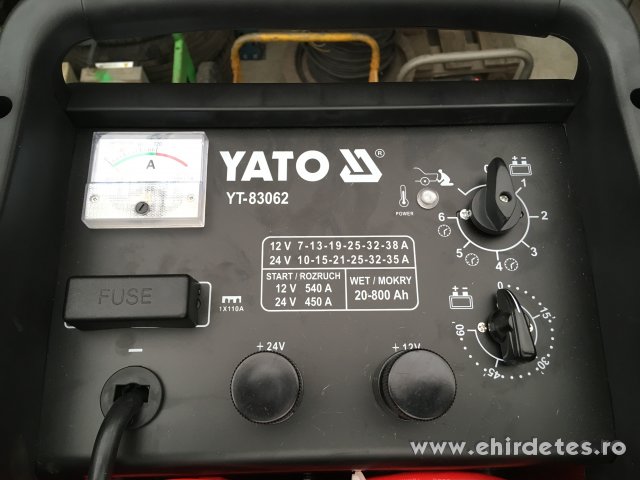 A
YATO ®
YT-83062
POWER
1
2
3
4
5
6
12 V 7-13-19-25-32-38 A
24 V 10-15-21-25-32-35 A
START / ROZRUCH
12 V 540 A
24 V 450 A
WET / MOKRY
20-800 Ah
FUSE
1X110A
0
15'
30'
45'
60'
+24V
+12V
−
www.ehirdetes.ro